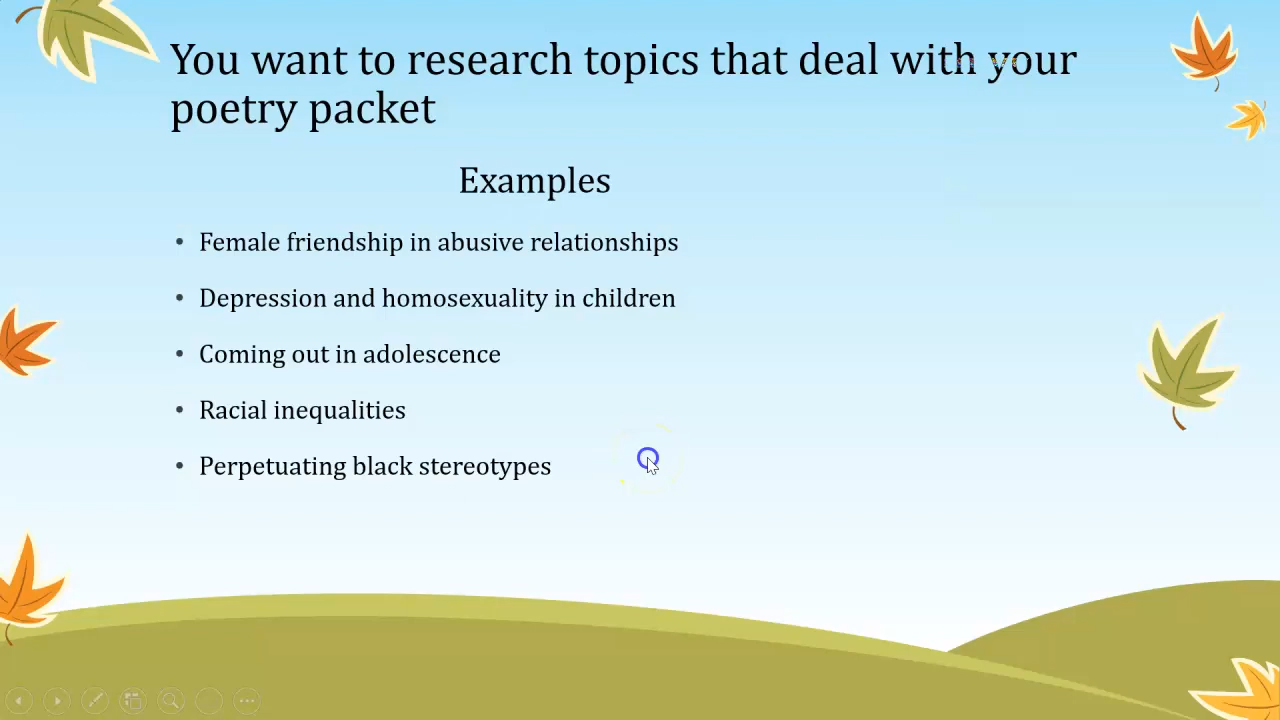 You want to research topics that deal with your
poetry packet
Examples
• Female friendship in abusive relationships
• Depression and homosexuality in children
• Coming out in adolescence
• Racial inequalities
• Perpetuating black stereotypes